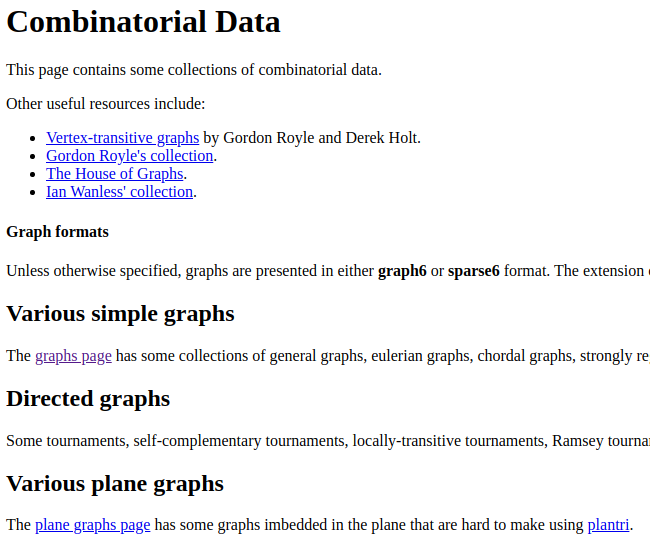 Combinatorial Data
This page contains some collections of combinatorial data.
Other useful resources include:
• Vertex-transitive graphs by Gordon Royle and Derek Holt.
• Gordon Royle's collection.
• The House of Graphs.
• Ian Wanless' collection.
Graph formats
Unless otherwise specified, graphs are presented in either graph6 or sparse6 format. The extension
Various simple graphs
The graphs page has some collections of general graphs, eulerian graphs, chordal graphs, strongly
Directed graphs
Some tournaments, self-complementary tournaments, locally-transitive tournaments, Ramsey
Various plane graphs
The plane graphs page has some graphs imbedded in the plane that are hard to make using plantri.